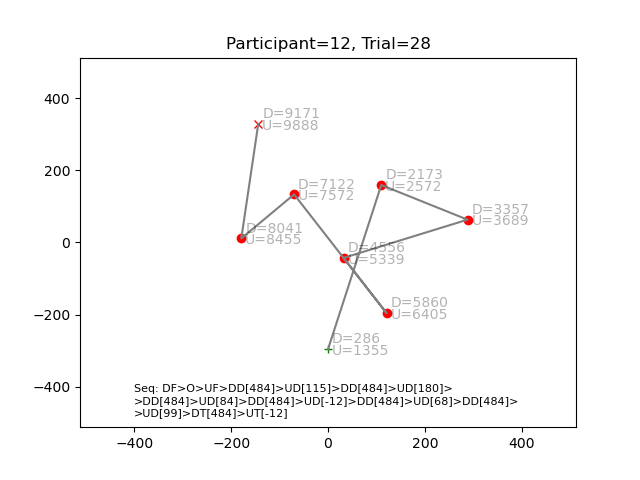 Participant=12, Trial=28
400
200
0
−200
−400
D=9171
U=9888
D=2173
U=2572
D=7122
U=7572
D=3357
U=3689
D=8041
U=8455
D=4556
U=5339
D=5860
U=6405
D=286
U=1355
Seq: DF>O>UF>DD[484]>UD[115]>DD[484]>UD[180]>
>DD[484]>UD[84]>DD[484]>UD[-12]>DD[484]>UD[68]>DD[484]>
>UD[99]>DT[484]>UT[-12]
−400 −200 0 200 400